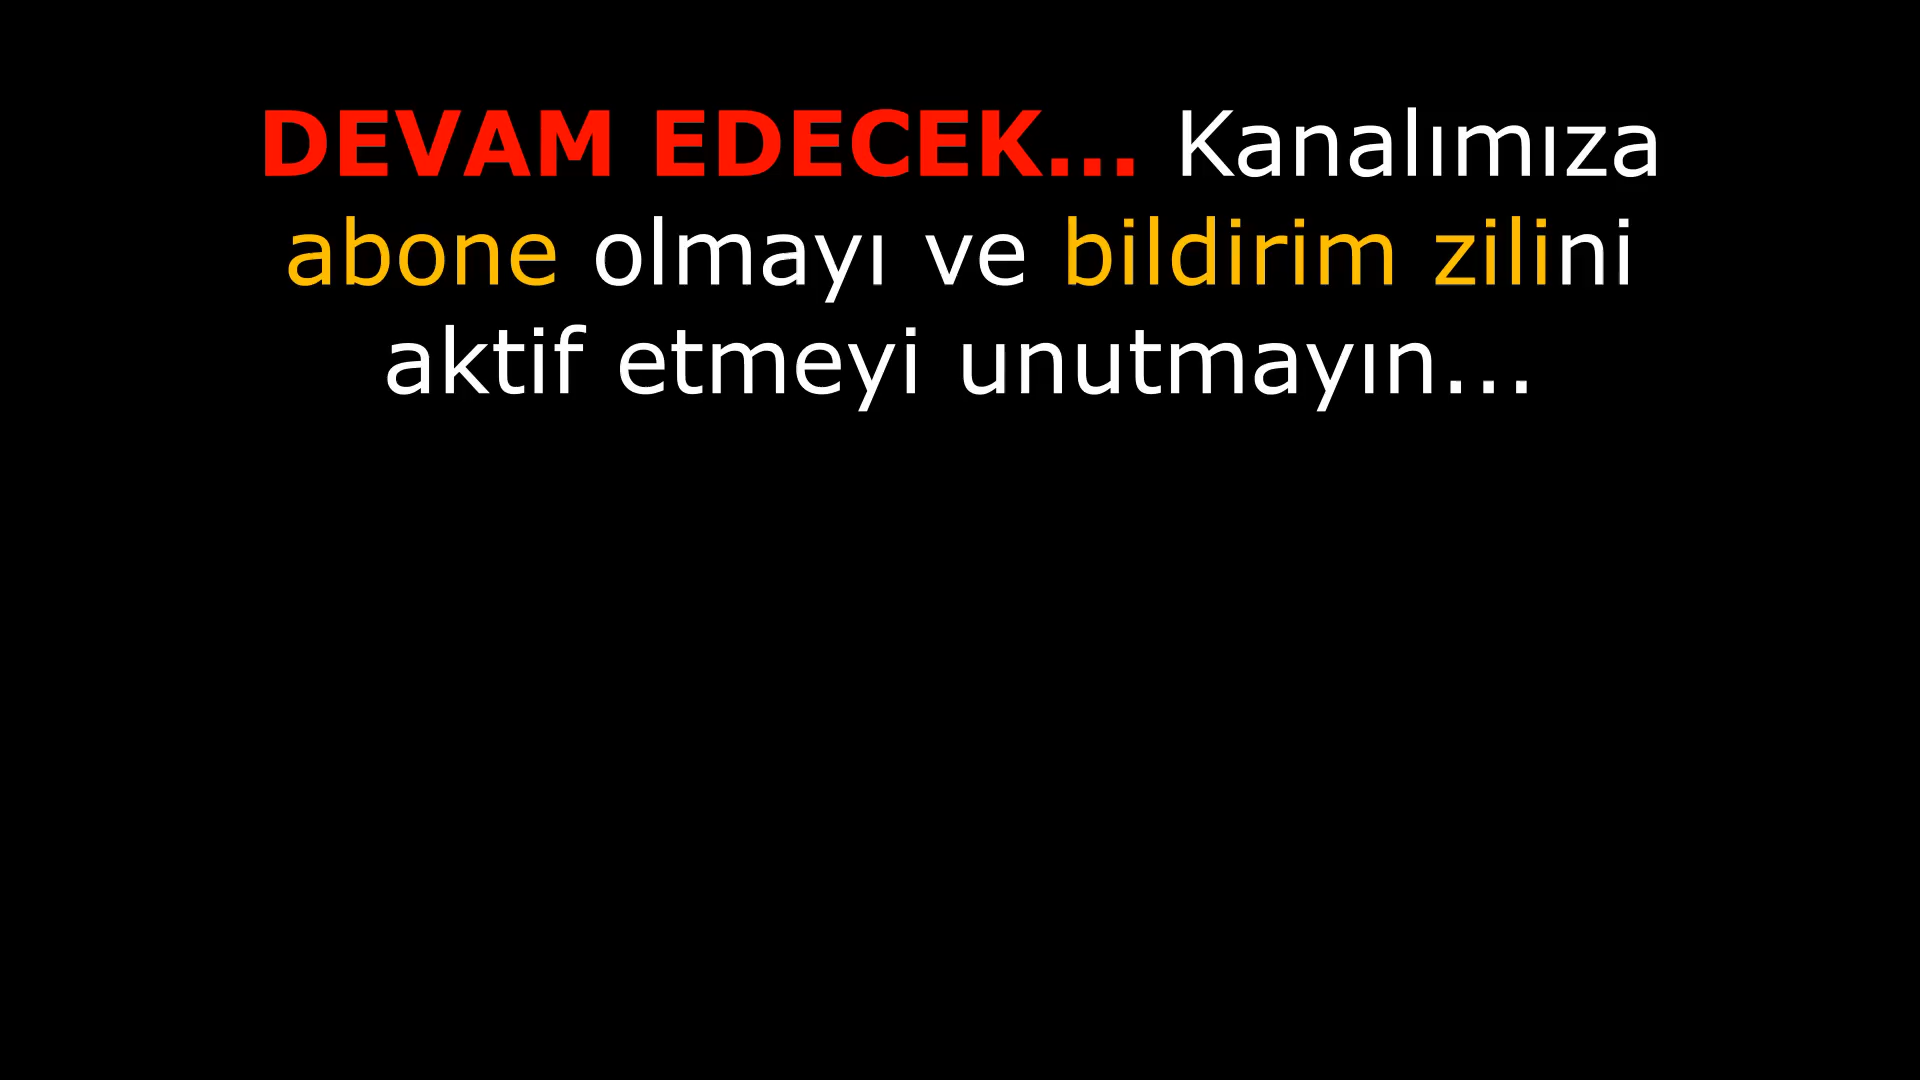 DEVAM EDECEK... Kanalımıza
abone olmayı ve bildirim zilini
aktif etmeyi unutmayın...